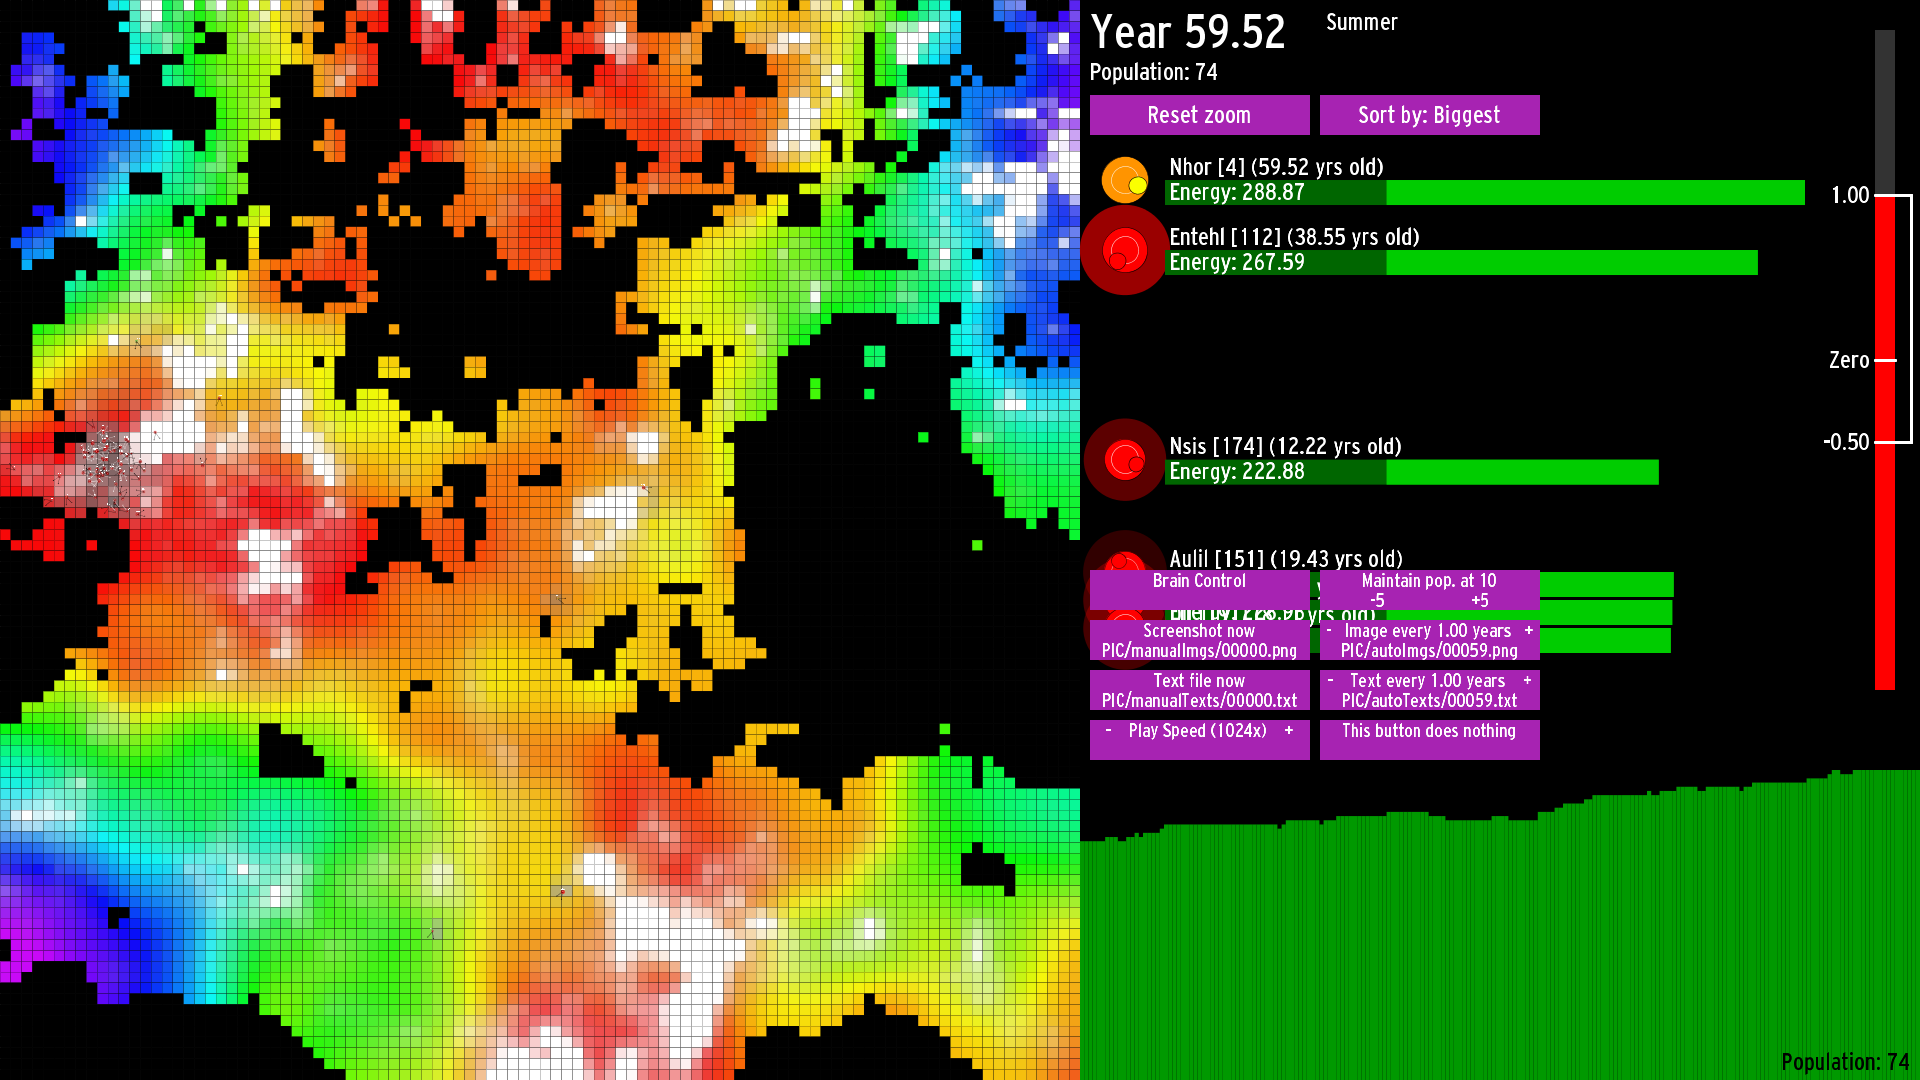 Year 59.52
Summer
Population: 74
Reset zoom
Sort by: Biggest
Nhor [4] (59.52 yrs old)
Energy: 288.87
1.00
Entehl [112] (38.55 yrs old)
Energy: 267.59
Zero
-0.50
Nsis [174] (12.22 yrs old)
Energy: 222.88
Aulil [151] (19.43 yrs old)
Brain Control
Maintain pop. at 10
-5 +5
yrs old)
Screenshot now
PIC/manualImgs/00000.png
- Image every 1.00 years +
PIC/autoImgs/00059.png
Text file now
PIC/manualTexts/00000.txt
- Text every 1.00 years +
PIC/autoTexts/00059.txt
- Play Speed (1024x) +
This button does nothing
Population: 74